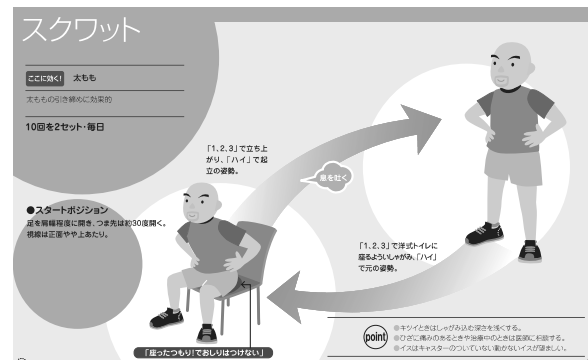 スクワット
ここに効く! 太もも
太ももの引き締めに効果的
10回を2セット・毎日
「1、2、3」で立ち上
がり、「ハイ」で起
立の姿勢。
息を吐く
●スタートポジション
足を肩幅程度に開き、つま先は約30度開く。
視線は正面やや上あたり。
「1、2、3」で洋式トイレに
座るようにしゃがみ、「ハイ」
で元の姿勢。
「座ったつもり!でおしりはつけない」
point
●キツイときはしゃがみ込む深さを浅くする。
●ひざに痛みのあるときや治療中のときは医師に相談する。
●イスはキャスターのついていない動かないイスが望ましい。